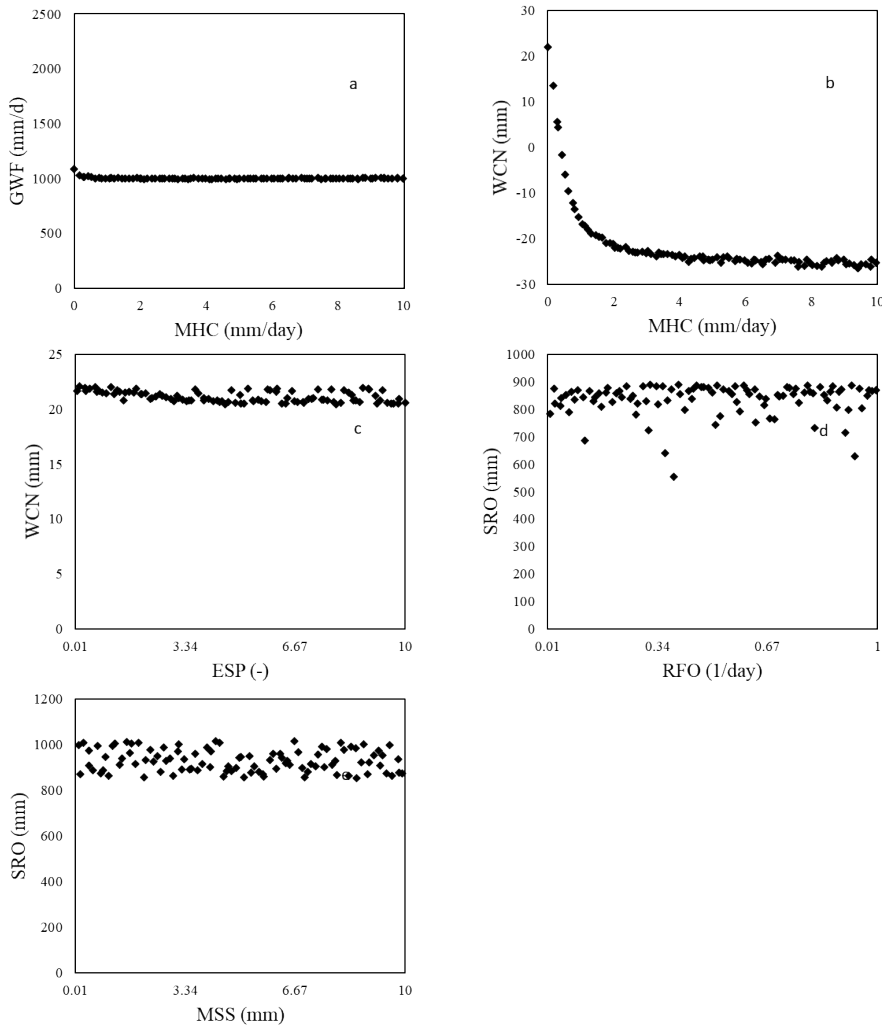 2500
2000
1500
1000
500
0
GWF (mm/d)
a
0 2 4 6 8 10
MHC (mm/day)
30
20
10
0
-10
-20
-30
WCN (mm)
b
0 2 4 6 8 10
MHC (mm/day)
25
20
15
10
5
0
WCN (mm)
c
0.01 3.34 6.67 10
ESP (-)
1000
900
800
700
600
500
400
300
200
100
0
SRO (mm)
d
0.01 0.34 0.67 1
RFO (1/day)
1200
1000
800
600
400
200
0
SRO (mm)
e
0.01 3.34 6.67 10
MSS (mm)